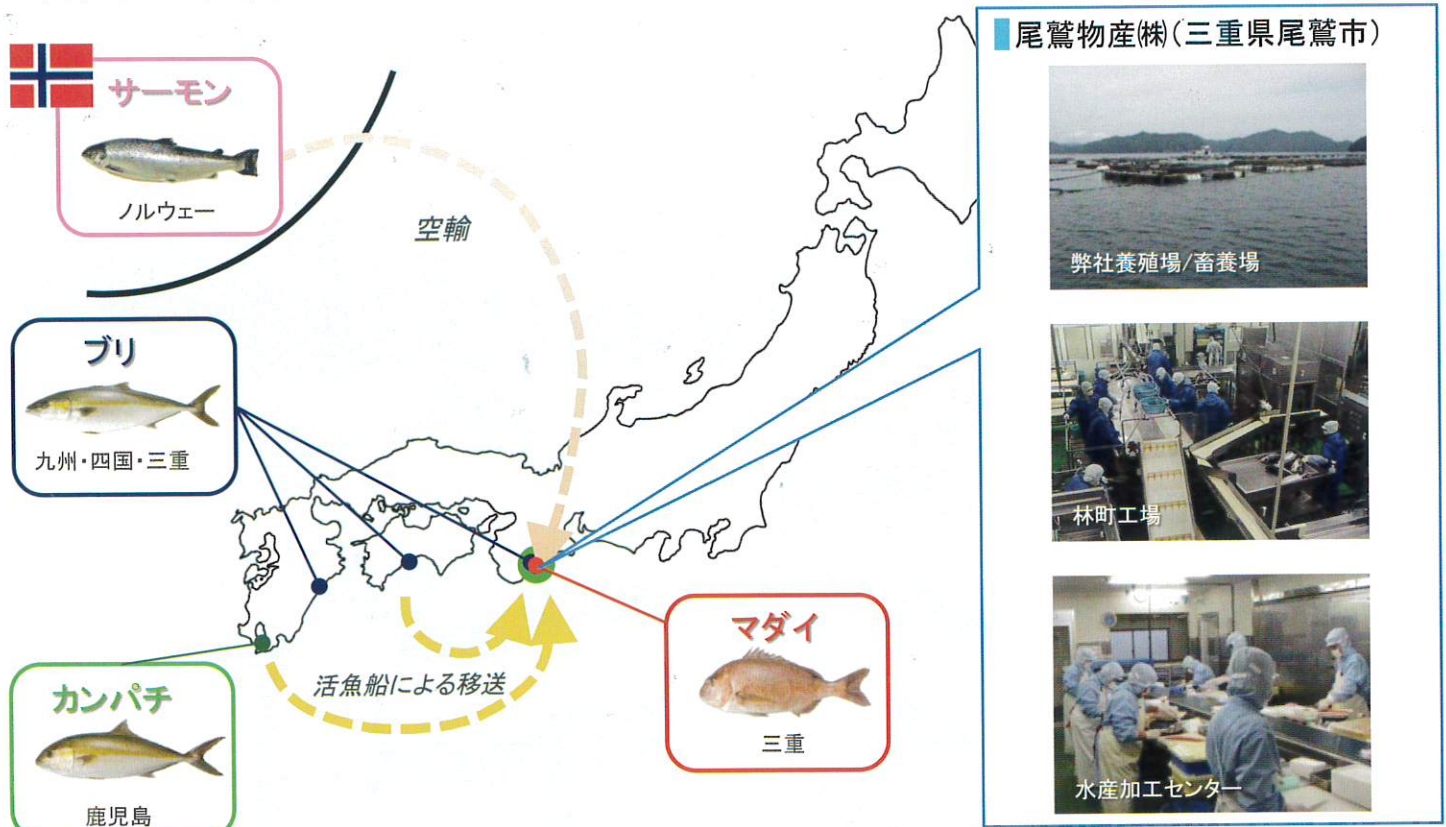 サーモン
ノルウェー
空輸
ブリ
九州・四国・三重
カンパチ
鹿児島
活魚船による移送
マダイ
三重
尾鷲物産㈱(三重県尾鷲市)
弊社養殖場/畜養場
林町工場
水産加工センター